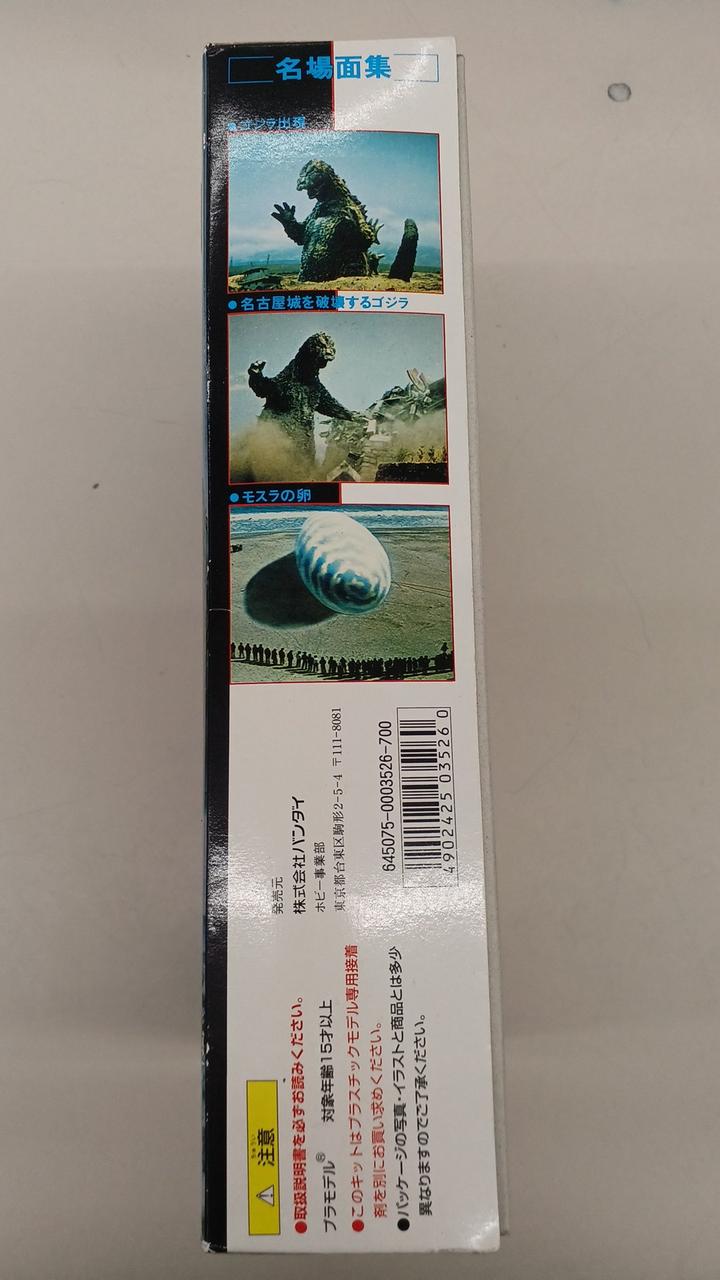 名場面集
●ゴジラ出現
●名古屋城を破壊するゴジラ
●モスラの卵
発売元
株式会社バンダイ
ホビー事業部
東京都台東区駒形2-5-4 〒111-8081
645075-0003526-700
4902425035260
注意
ちゅうい
●取扱説明書を必ずお読みください。
プラモデル® 対象年齢15才以上
●このキットはプラスチックモデル専用接着
剤を別にお買い求めください。
●パッケージの写真・イラストと商品とは多少
異なりますのでご了承ください。